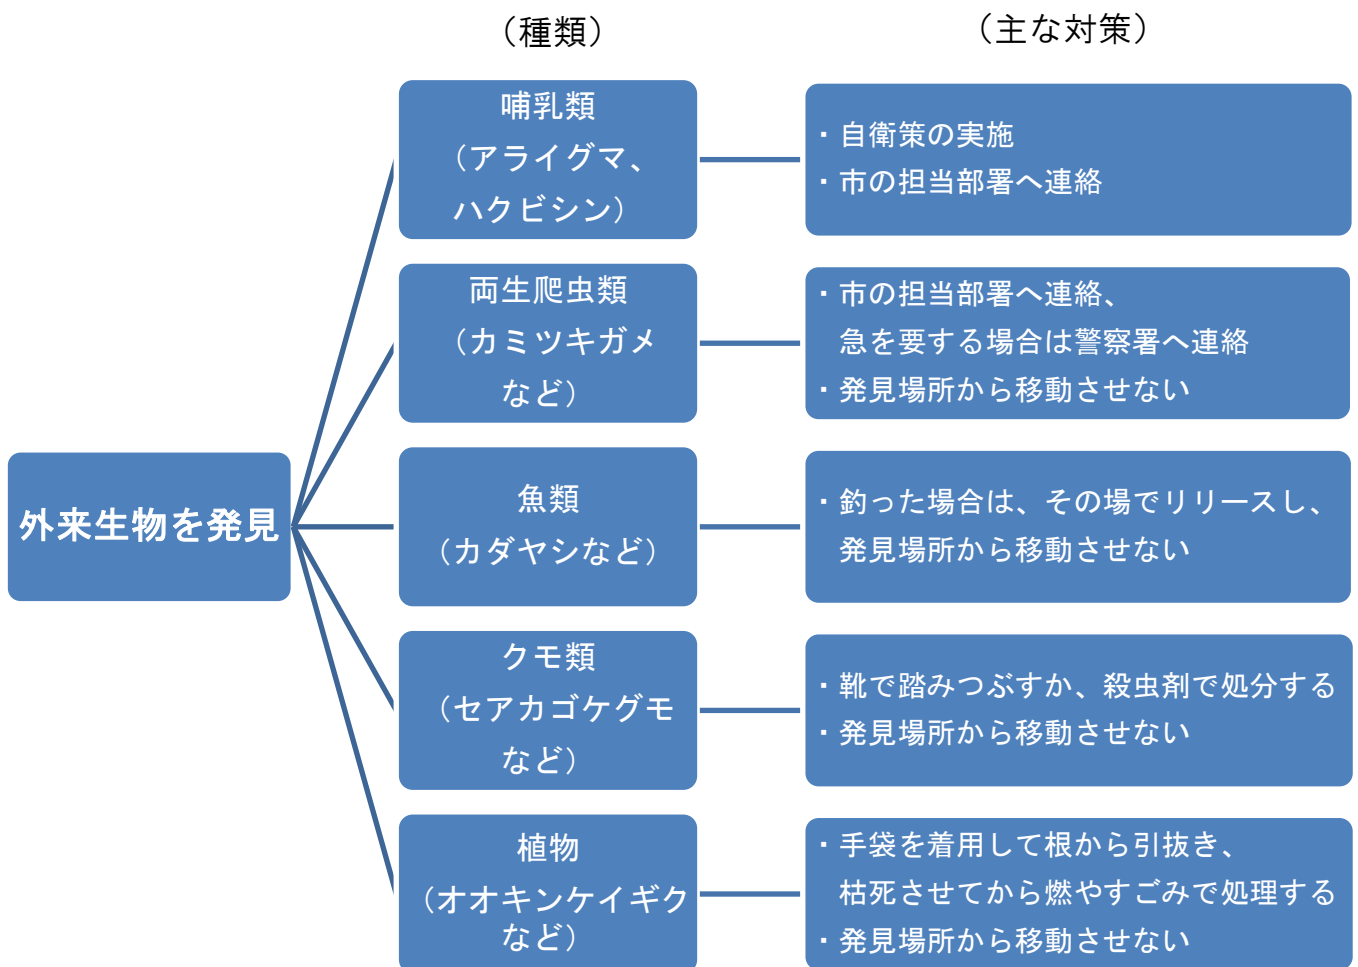 （種類）
（主な対策）
外来生物を発見
哺乳類
（アライグマ、
ハクビシン）
・自衛策の実施
・市の担当部署へ連絡
両生爬虫類
（カミツキガメ
など）
・市の担当部署へ連絡、
急を要する場合は警察署へ連絡
・発見場所から移動させない
魚類
（カダヤシなど）
・釣った場合は、その場でリリースし、
発見場所から移動させない
クモ類
（セアカゴケグモ
など）
・靴で踏みつぶすか、殺虫剤で処分する
・発見場所から移動させない
植物
（オオキンケイギク
など）
・手袋を着用して根から引抜き、
枯死させてから燃やすごみで処理する
・発見場所から移動させない